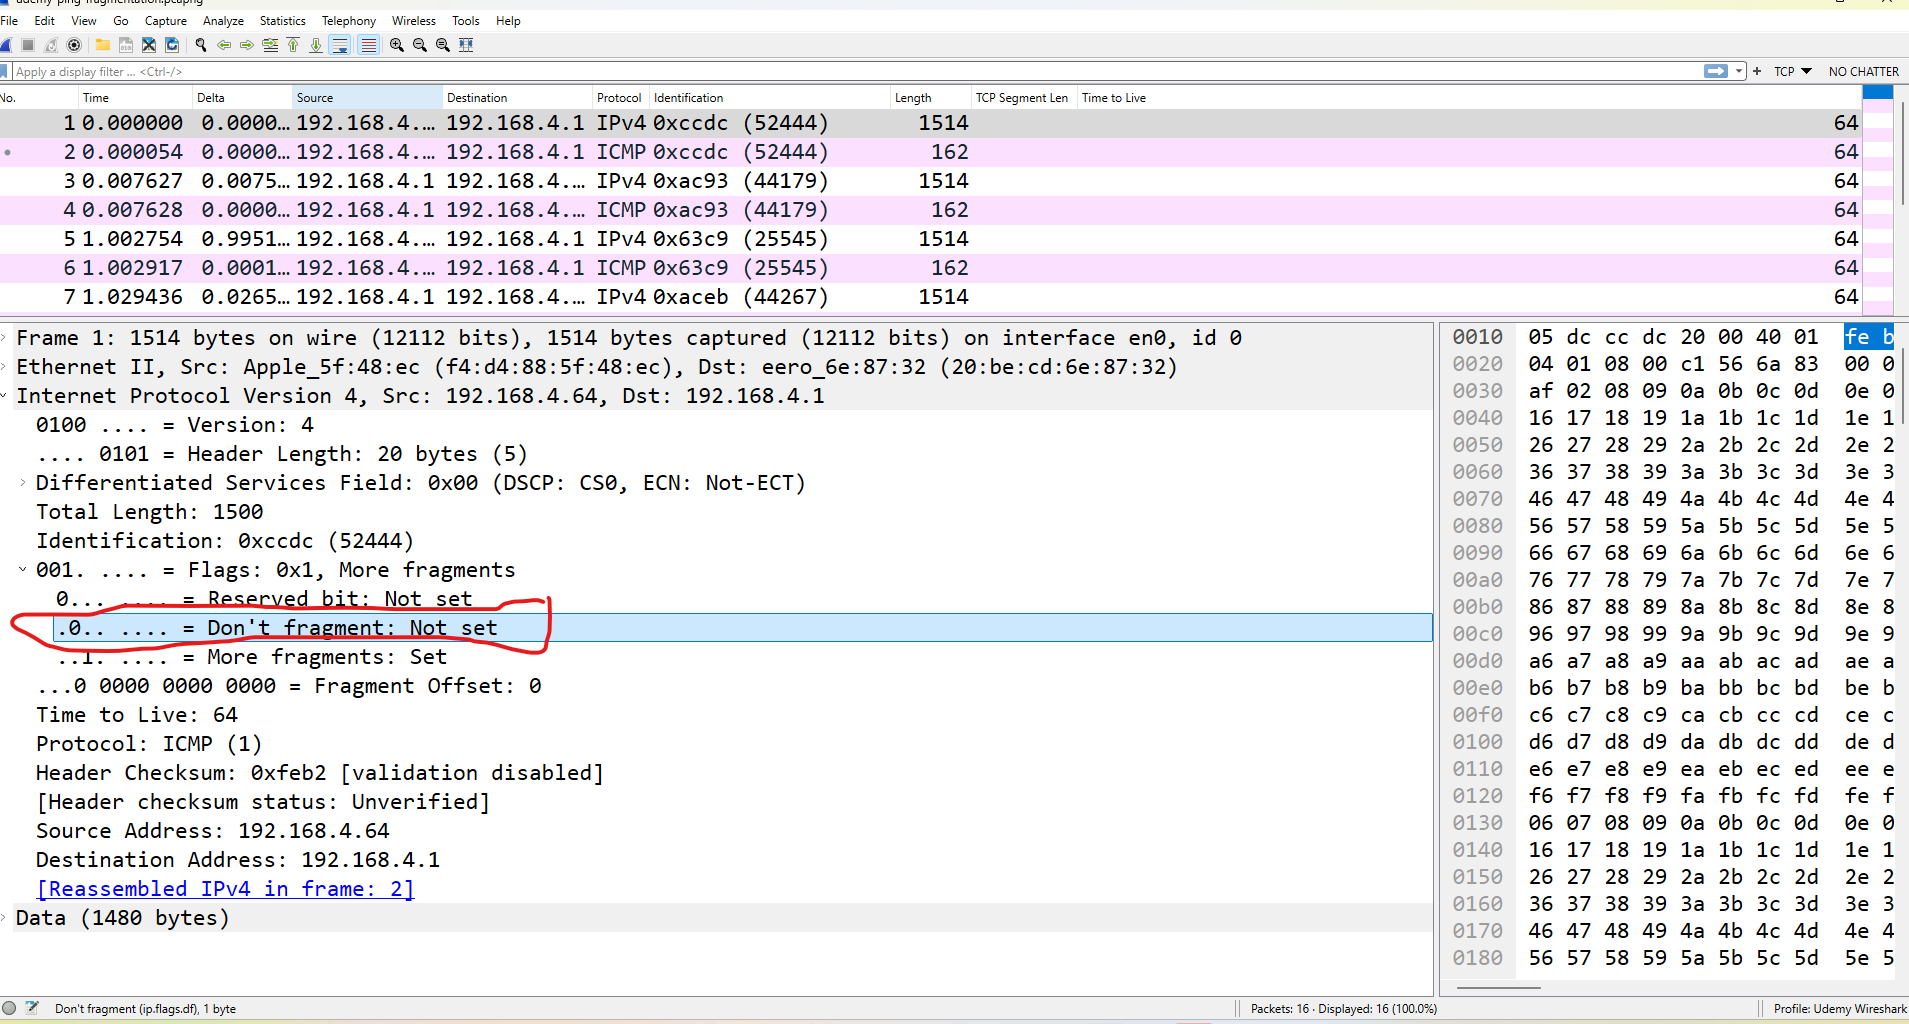 udemy-ping-fragmentation.pcapng
File Edit View Go Capture Analyze Statistics Telephony Wireless Tools Help
Apply a display filter ... <Ctrl-/> + TCP NO CHATTER
No. Time Delta Source Destination Protocol Identification Length TCP Segment Len Time to Live
1 0.000000 0.0000… 192.168.4.… 192.168.4.1 IPv4 0xccdc (52444) 1514 64
2 0.000054 0.0000… 192.168.4.… 192.168.4.1 ICMP 0xccdc (52444) 162 64
3 0.007627 0.0075… 192.168.4.1 192.168.4.… IPv4 0xac93 (44179) 1514 64
4 0.007628 0.0000… 192.168.4.1 192.168.4.… ICMP 0xac93 (44179) 162 64
5 1.002754 0.9951… 192.168.4.… 192.168.4.1 IPv4 0x63c9 (25545) 1514 64
6 1.002917 0.0001… 192.168.4.… 192.168.4.1 ICMP 0x63c9 (25545) 162 64
7 1.029436 0.0265… 192.168.4.1 192.168.4.… IPv4 0xaceb (44267) 1514 64
Frame 1: 1514 bytes on wire (12112 bits), 1514 bytes captured (12112 bits) on interface en0, id 0
Ethernet II, Src: Apple_5f:48:ec (f4:d4:88:5f:48:ec), Dst: eero_6e:87:32 (20:be:cd:6e:87:32)
Internet Protocol Version 4, Src: 192.168.4.64, Dst: 192.168.4.1
0100 .... = Version: 4
.... 0101 = Header Length: 20 bytes (5)
Differentiated Services Field: 0x00 (DSCP: CS0, ECN: Not-ECT)
Total Length: 1500
Identification: 0xccdc (52444)
001. .... = Flags: 0x1, More fragments
0... .... = Reserved bit: Not set
.0.. .... = Don't fragment: Not set
..1. .... = More fragments: Set
...0 0000 0000 0000 = Fragment Offset: 0
Time to Live: 64
Protocol: ICMP (1)
Header Checksum: 0xfeb2 [validation disabled]
[Header checksum status: Unverified]
Source Address: 192.168.4.64
Destination Address: 192.168.4.1
[Reassembled IPv4 in frame: 2]
Data (1480 bytes)
0010 05 dc cc dc 20 00 40 01 fe b
0020 04 01 08 00 c1 56 6a 83 00 0
0030 af 02 08 09 0a 0b 0c 0d 0e 0
0040 16 17 18 19 1a 1b 1c 1d 1e 1
0050 26 27 28 29 2a 2b 2c 2d 2e 2
0060 36 37 38 39 3a 3b 3c 3d 3e 3
0070 46 47 48 49 4a 4b 4c 4d 4e 4
0080 56 57 58 59 5a 5b 5c 5d 5e 5
0090 66 67 68 69 6a 6b 6c 6d 6e 6
00a0 76 77 78 79 7a 7b 7c 7d 7e 7
00b0 86 87 88 89 8a 8b 8c 8d 8e 8
00c0 96 97 98 99 9a 9b 9c 9d 9e 9
00d0 a6 a7 a8 a9 aa ab ac ad ae a
00e0 b6 b7 b8 b9 ba bb bc bd be b
00f0 c6 c7 c8 c9 ca cb cc cd ce c
0100 d6 d7 d8 d9 da db dc dd de d
0110 e6 e7 e8 e9 ea eb ec ed ee e
0120 f6 f7 f8 f9 fa fb fc fd fe f
0130 06 07 08 09 0a 0b 0c 0d 0e 0
0140 16 17 18 19 1a 1b 1c 1d 1e 1
0150 26 27 28 29 2a 2b 2c 2d 2e 2
0160 36 37 38 39 3a 3b 3c 3d 3e 3
0170 46 47 48 49 4a 4b 4c 4d 4e 4
0180 56 57 58 59 5a 5b 5c 5d 5e 5
Don't fragment (ip.flags.df), 1 byte Packets: 16 · Displayed: 16 (100.0%) Profile: Udemy Wireshark